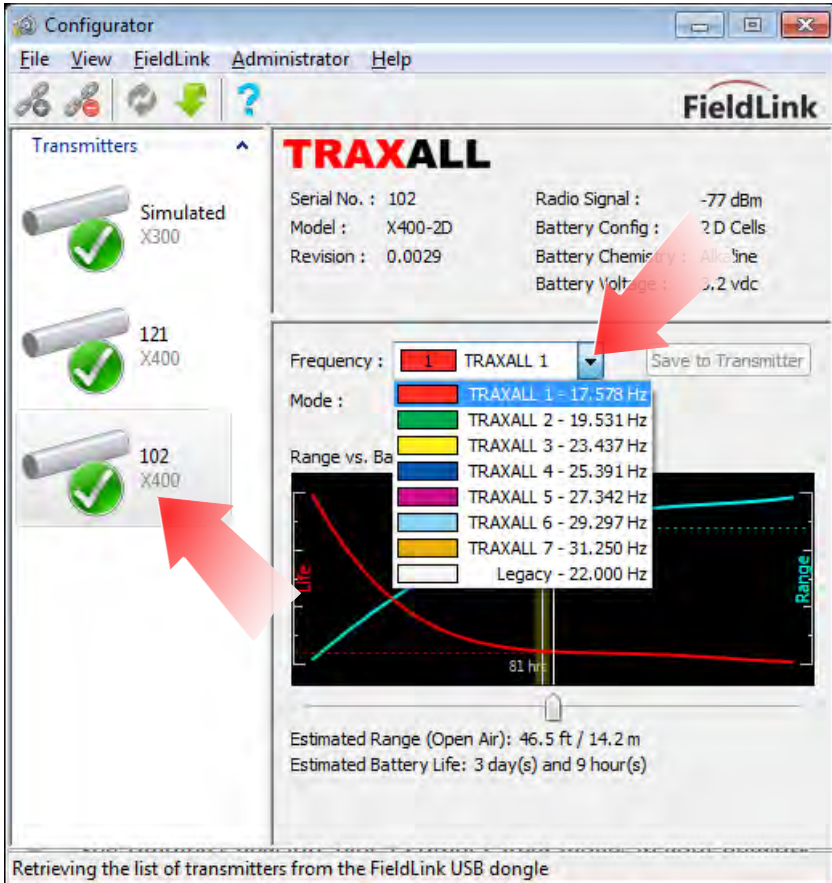 Configurator
File View FieldLink Administrator Help
FieldLink
Transmitters
Simulated
X300
121
X400
102
X400
TRAXALL
Serial No. : 102 Radio Signal : -77 dBm
Model : X400-2D Battery Config : 2 D Cells
Revision : 0.0029 Battery Chemistry : Alkaline
Battery Voltage : 3.2 vdc
Frequency : 1 TRAXALL 1 Save to Transmitter
Mode :
TRAXALL 1 - 17.578 Hz
TRAXALL 2 - 19.531 Hz
TRAXALL 3 - 23.437 Hz
TRAXALL 4 - 25.391 Hz
TRAXALL 5 - 27.342 Hz
TRAXALL 6 - 29.297 Hz
TRAXALL 7 - 31.250 Hz
Legacy - 22.000 Hz
Range vs. Ba
Life
Range
81 hrs
Estimated Range (Open Air): 46.5 ft / 14.2 m
Estimated Battery Life: 3 day(s) and 9 hour(s)
Retrieving the list of transmitters from the FieldLink USB dongle